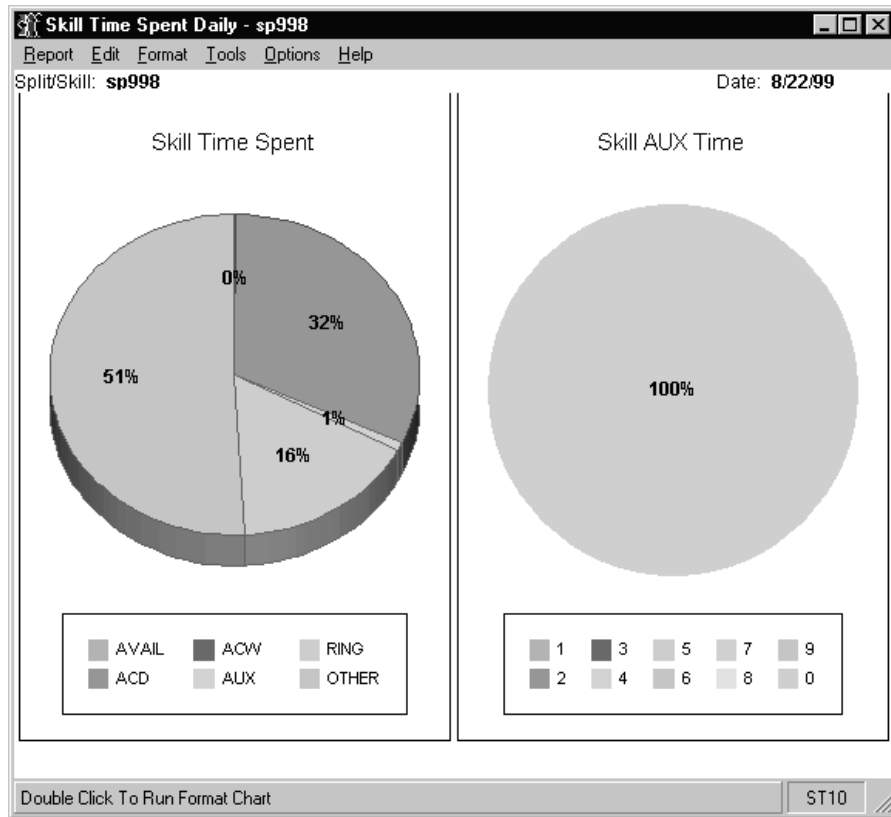 Skill Time Spent Daily - sp998
Report Edit Format Tools Options Help
Split/Skill: sp998
Date: 8/22/99
Skill Time Spent
0%
32%
51%
1%
16%
AVAIL ACW RING
ACD AUX OTHER
Skill AUX Time
100%
1 3 5 7 9
2 4 6 8 0
Double Click To Run Format Chart
ST10